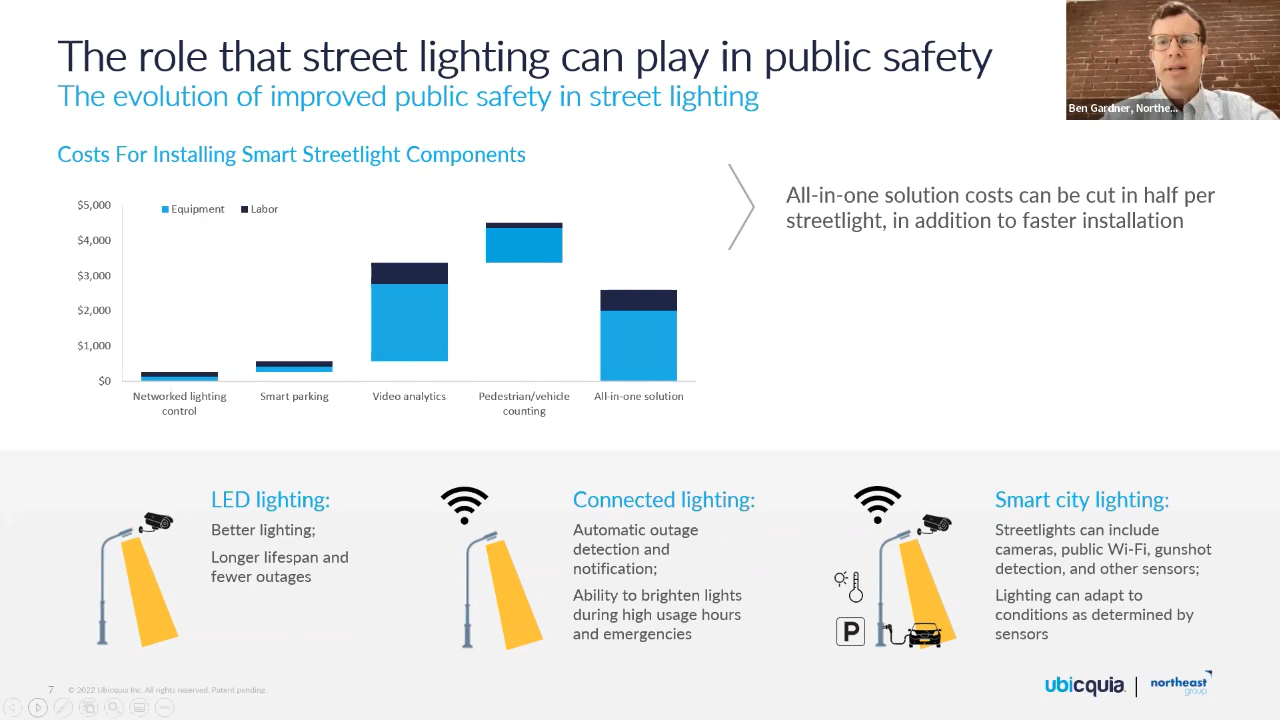 The role that street lighting can play in public safety
The evolution of improved public safety in street lighting
Ben Gardner, Northe...
Costs For Installing Smart Streetlight Components
$5,000
$4,000
$3,000
$2,000
$1,000
$0
Equipment
Labor
Networked lighting
control
Smart parking
Video analytics
Pedestrian/vehicle
counting
All-in-one solution
All-in-one solution costs can be cut in half per
streetlight, in addition to faster installation
LED lighting:
Better lighting;
Longer lifespan and
fewer outages
Connected lighting:
Automatic outage
detection and
notification;
Ability to brighten lights
during high usage hours
and emergencies
P
Smart city lighting:
Streetlights can include
cameras, public Wi-Fi, gunshot
detection, and other sensors;
Lighting can adapt to
conditions as determined by
sensors
7
© 2022 Ubicquia Inc. All rights reserved. Patent pending.
ubicquia
northeast
group